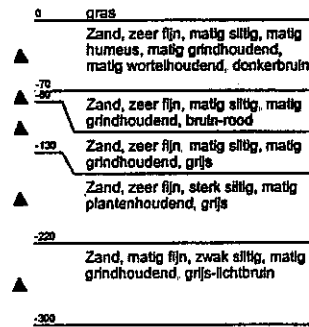 0 gras
Zand, zeer fijn, matig siltig, matig
humeus, matig grindhoudend,
matig wortelhoudend, donkerbruin
-70
-80
Zand, zeer fijn, matig siltig, matig
grindhoudend, bruin-rood
-130
Zand, zeer fijn, matig siltig, matig
grindhoudend, grijs
Zand, zeer fijn, sterk siltig, matig
plantenhoudend, grijs
-220
Zand, matig fijn, zwak siltig, matig
grindhoudend, grijs-lichtbruin
-300